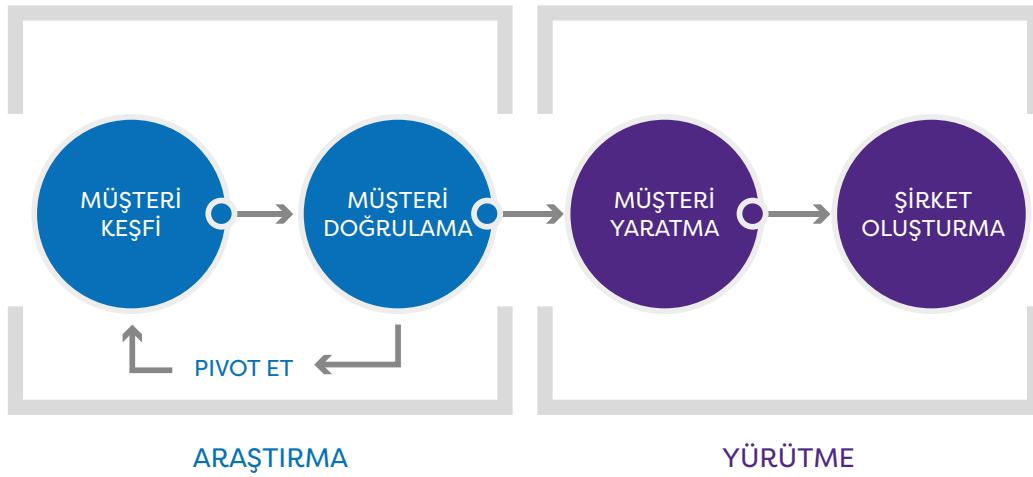 MÜŞTERİ
KEŞFİ
MÜŞTERİ
DOĞRULAMA
MÜŞTERİ
YARATMA
ŞİRKET
OLUŞTURMA
PIVOT ET
ARAŞTIRMA
YÜRÜTME